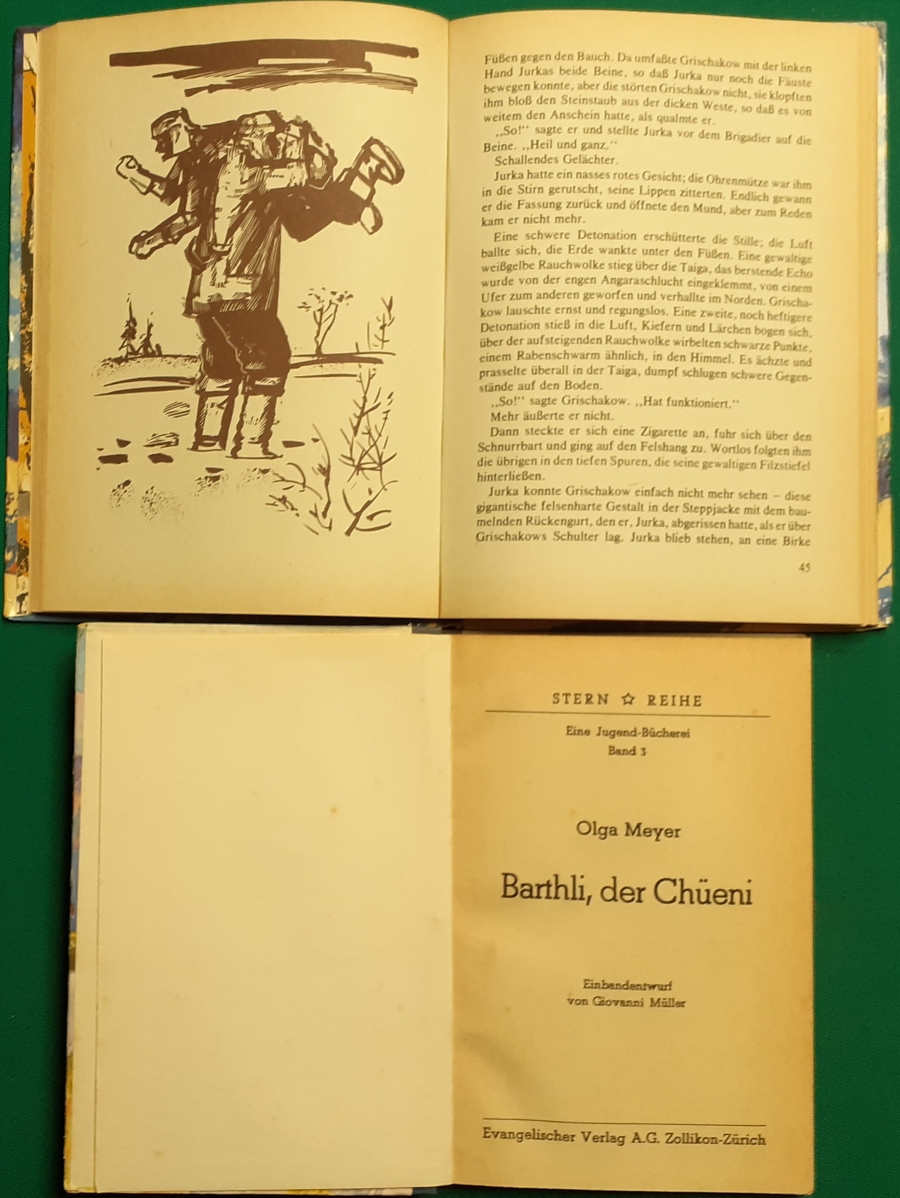 Füßen gegen den Bauch. Da umfaßte Grischakow mit der linken
Hand Jurkas beide Beine, so daß Jurka nur noch die Fäuste
bewegen konnte, aber die störten Grischakow nicht, sie klopften
ihm bloß den Steinstaub aus der dicken Weste, so daß es von
weitem den Anschein hatte, als qualmte er.
„So!“ sagte er und stellte Jurka vor dem Brigadier auf die
Beine. „Heil und ganz.“
Schallendes Gelächter.
Jurka hatte ein nasses rotes Gesicht; die Ohrenmütze war ihm
in die Stirn gerutscht, seine Lippen zitterten. Endlich gewann
er die Fassung zurück und öffnete den Mund, aber zum Reden
kam er nicht mehr.
Eine schwere Detonation erschütterte die Stille; die Luft
ballte sich, die Erde wankte unter den Füßen. Eine gewaltige
weißgelbe Rauchwolke stieg über die Taiga, das berstende Echo
wurde von der engen Angaraschlucht eingeklemmt, von einem
Ufer zum anderen geworfen und verhallte im Norden. Grischa-
kow lauschte ernst und regungslos. Eine zweite, noch heftigere
Detonation stieß in die Luft, Kiefern und Lärchen bogen sich,
über der aufsteigenden Rauchwolke wirbelten schwarze Punkte,
einem Rabenschwarm ähnlich, in den Himmel. Es ächzte und
prasselte überall in der Taiga, dumpf schlugen schwere Gegen-
stände auf den Boden.
„So!“ sagte Grischakow. „Hat funktioniert.“
Mehr äußerte er nicht.
Dann steckte er sich eine Zigarette an, fuhr sich über den
Schnurrbart und ging auf den Felshang zu. Wortlos folgten ihm
die übrigen in den tiefen Spuren, die seine gewaltigen Filzstiefel
hinterließen.
Jurka konnte Grischakow einfach nicht mehr sehen – diese
gigantische felsenharte Gestalt in der Steppjacke mit dem bau-
melnden Rückengurt, den er, Jurka, abgerissen hatte, als er über
Grischakows Schulter lag. Jurka blieb stehen, an eine Birke
45
STERN ☆ REIHE
Eine Jugend-Bücherei
Band 3
Olga Meyer
Barthli, der Chüeni
Einbandentwurf
von Giovanni Müller
Evangelischer Verlag A.G. Zollikon-Zürich